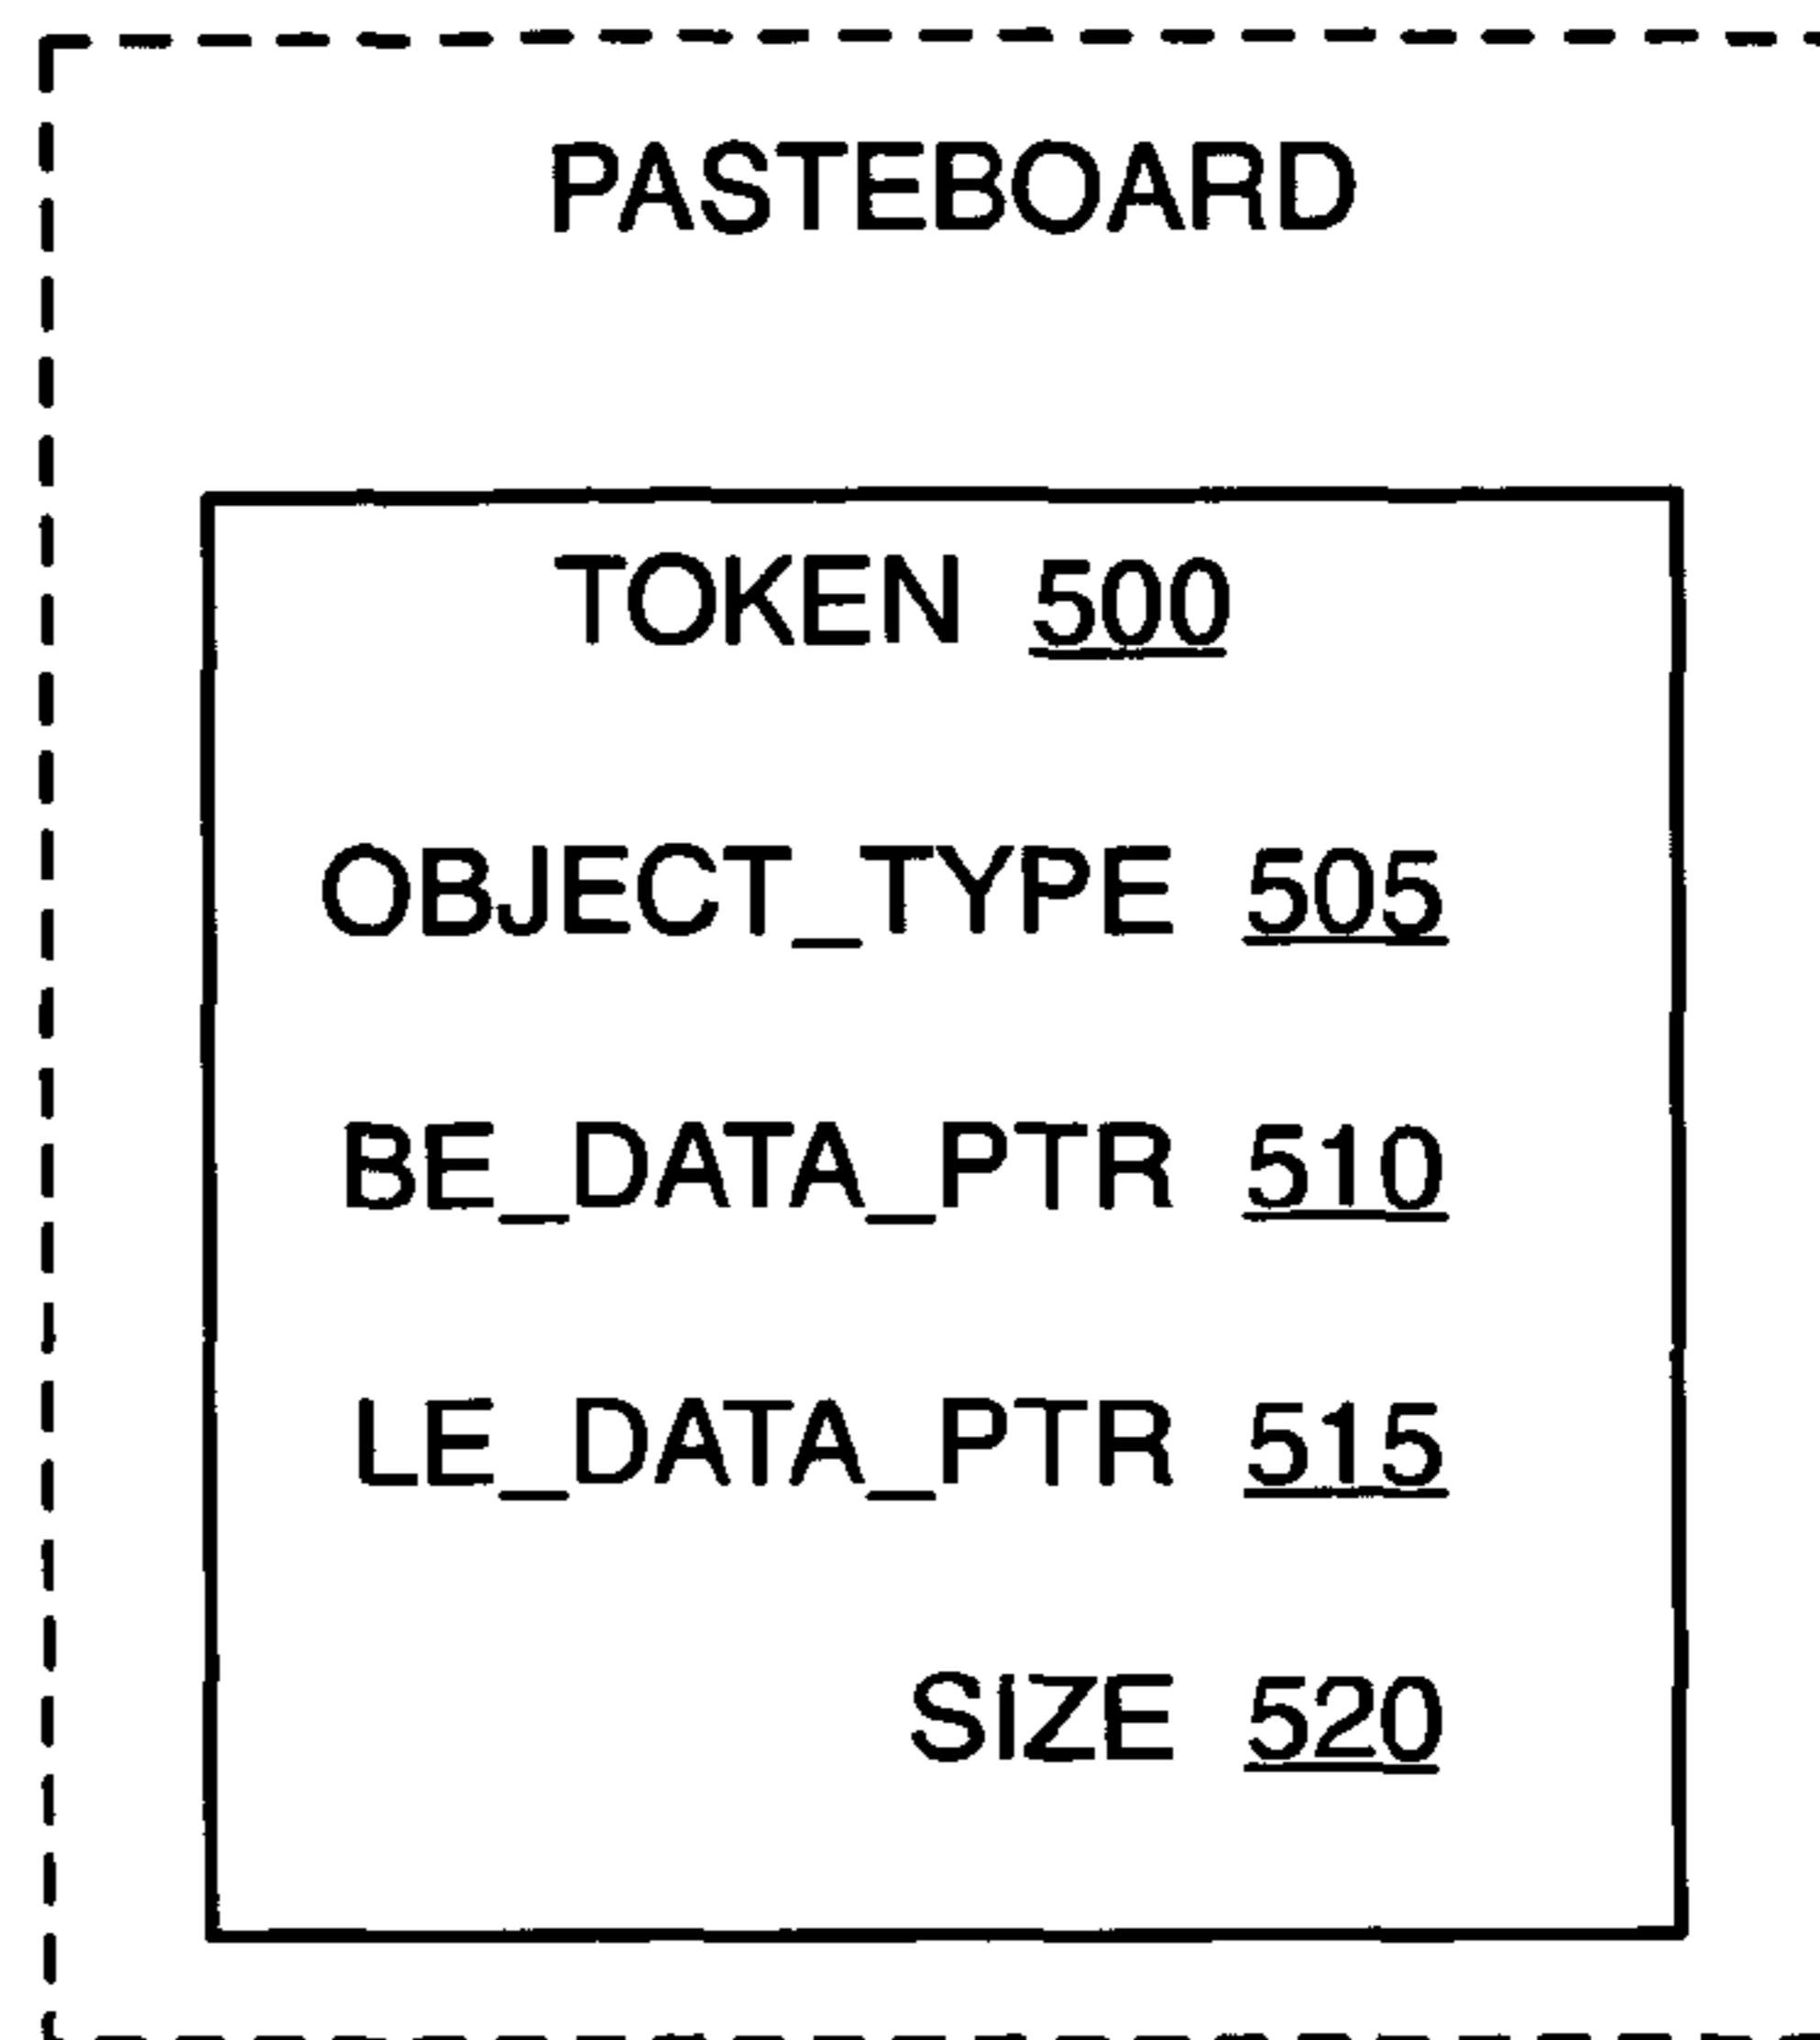 PASTEBOARD
TOKEN 500
OBJECT_TYPE 505
BE_DATA_PTR 510
LE_DATA_PTR 515
SIZE 520